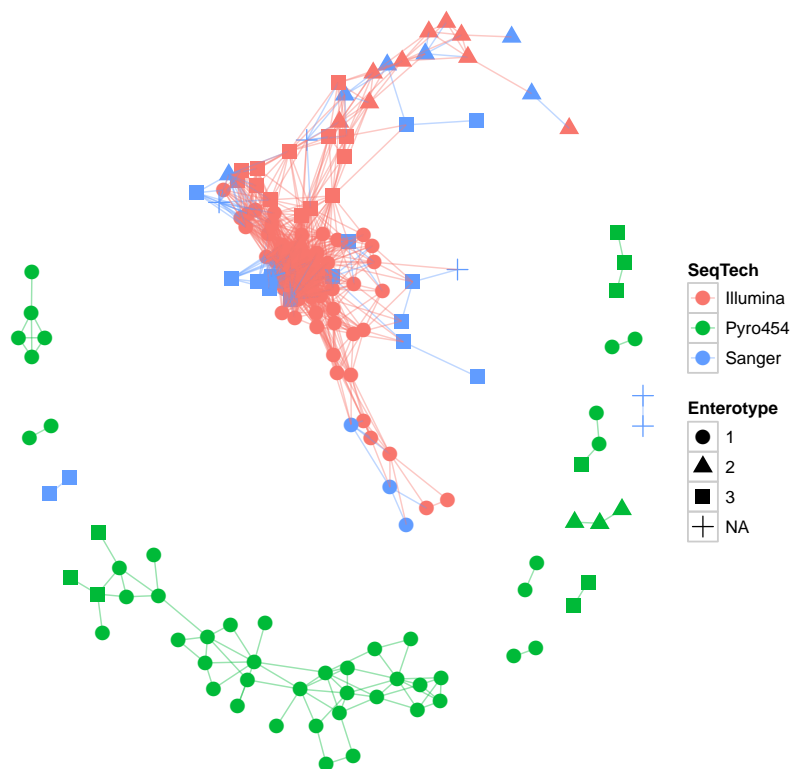 SeqTech
Illumina
Pyro454
Sanger
Enterotype
1
2
3
NA